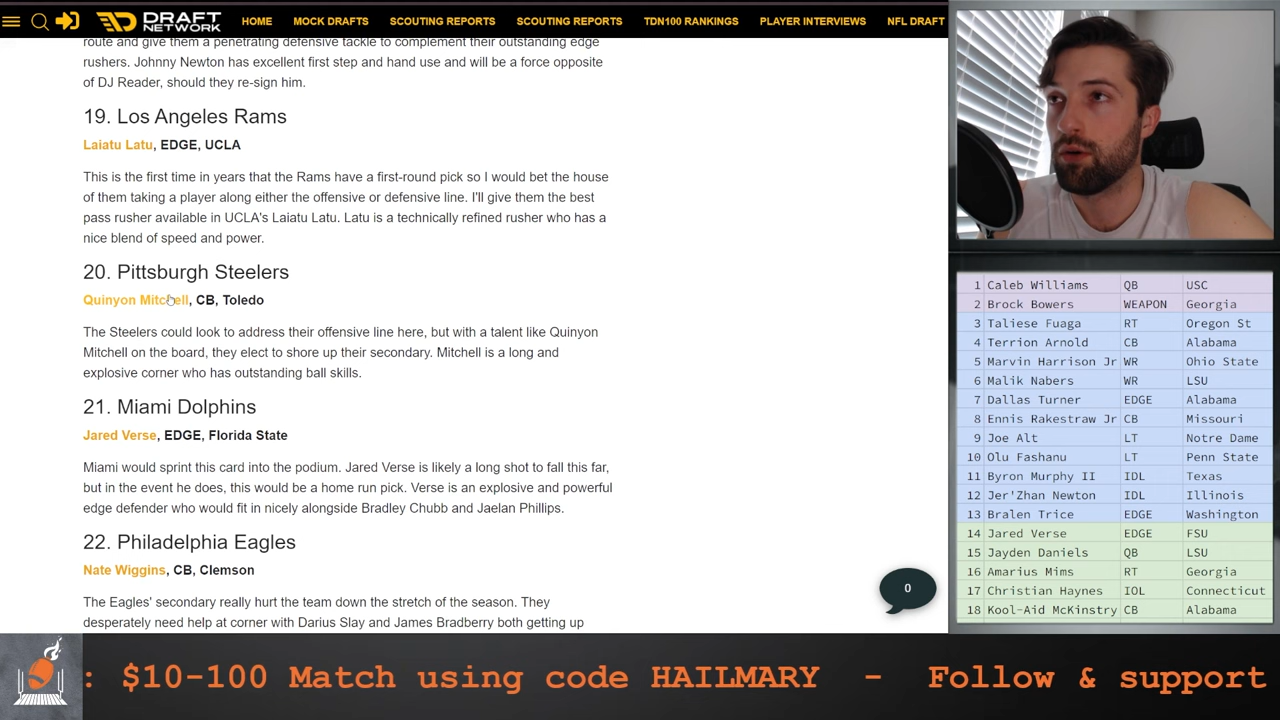 DRAFT
NETWORK
HOME MOCK DRAFTS SCOUTING REPORTS SCOUTING REPORTS TDN100 RANKINGS PLAYER INTERVIEWS NFL DRAFT
route and give them a penetrating defensive tackle to complement their outstanding edge
rushers. Johnny Newton has excellent first step and hand use and will be a force opposite
of DJ Reader, should they re-sign him.
19. Los Angeles Rams
Laiatu Latu, EDGE, UCLA
This is the first time in years that the Rams have a first-round pick so I would bet the house
of them taking a player along either the offensive or defensive line. I'll give them the best
pass rusher available in UCLA's Laiatu Latu. Latu is a technically refined rusher who has a
nice blend of speed and power.
20. Pittsburgh Steelers
Quinyon Mitchell, CB, Toledo
The Steelers could look to address their offensive line here, but with a talent like Quinyon
Mitchell on the board, they elect to shore up their secondary. Mitchell is a long and
explosive corner who has outstanding ball skills.
21. Miami Dolphins
Jared Verse, EDGE, Florida State
Miami would sprint this card into the podium. Jared Verse is likely a long shot to fall this far,
but in the event he does, this would be a home run pick. Verse is an explosive and powerful
edge defender who would fit in nicely alongside Bradley Chubb and Jaelan Phillips.
22. Philadelphia Eagles
Nate Wiggins, CB, Clemson
The Eagles' secondary really hurt the team down the stretch of the season. They
desperately need help at corner with Darius Slay and James Bradberry both getting up
0
1 Caleb Williams QB USC
2 Brock Bowers WEAPON Georgia
3 Taliese Fuaga RT Oregon St
4 Terrion Arnold CB Alabama
5 Marvin Harrison Jr WR Ohio State
6 Malik Nabers WR LSU
7 Dallas Turner EDGE Alabama
8 Ennis Rakestraw Jr CB Missouri
9 Joe Alt LT Notre Dame
10 Olu Fashanu LT Penn State
11 Byron Murphy II IDL Texas
12 Jer'Zhan Newton IDL Illinois
13 Bralen Trice EDGE Washington
14 Jared Verse EDGE FSU
15 Jayden Daniels QB LSU
16 Amarius Mims RT Georgia
17 Christian Haynes IOL Connecticut
18 Kool-Aid McKinstry CB Alabama
: $10-100 Match using code HAILMARY - Follow & support